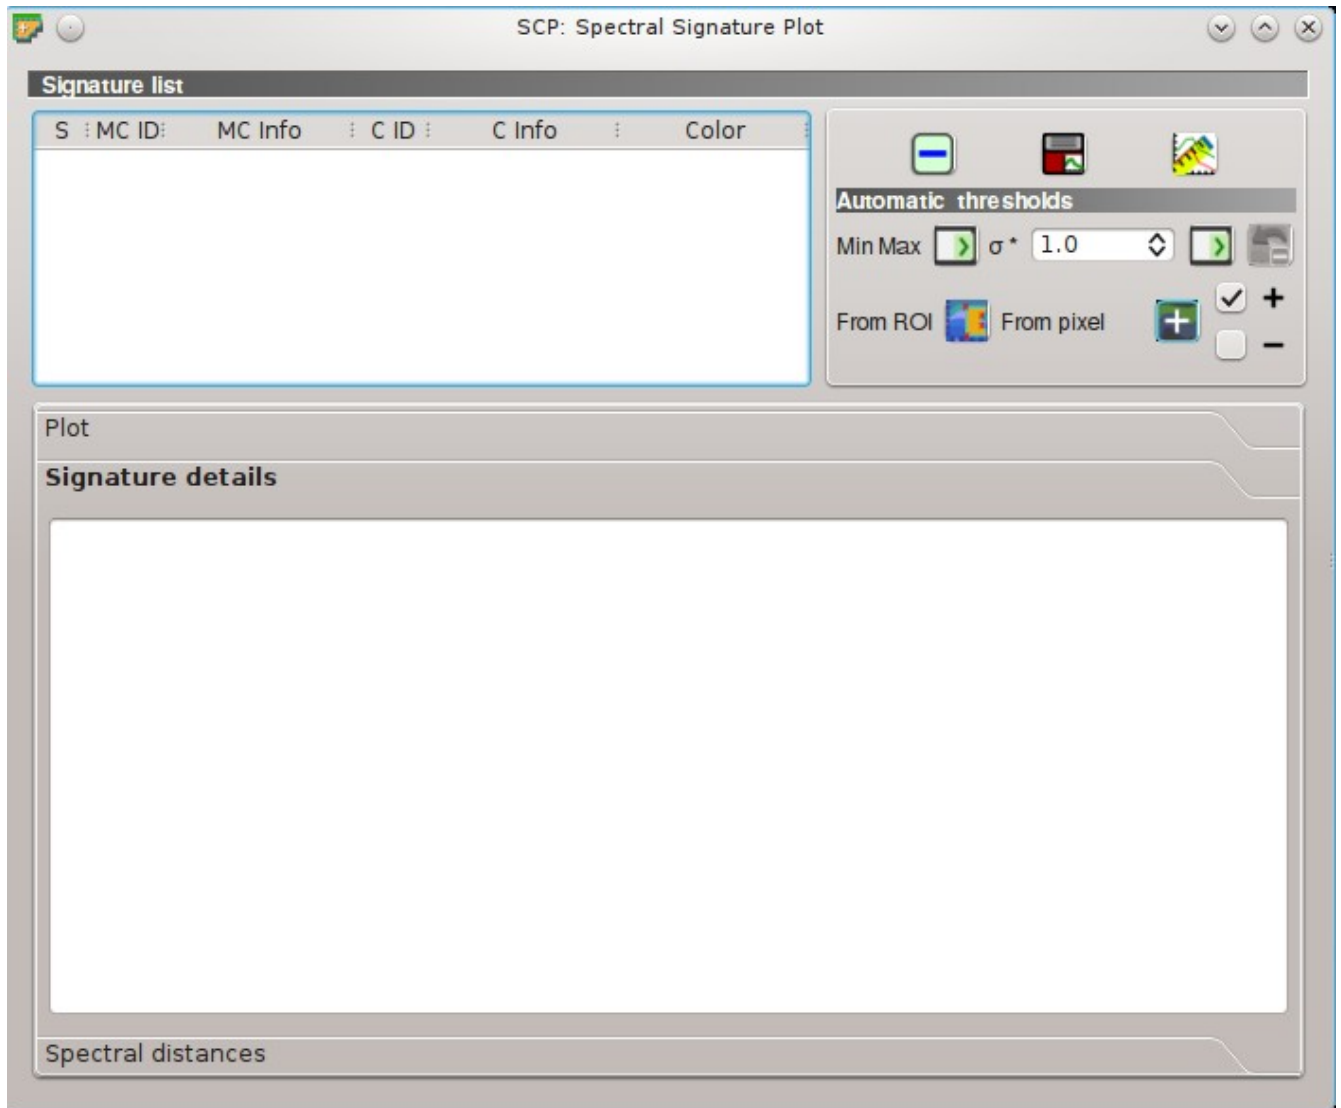 SCP: Spectral Signature Plot
Signature list
S MC ID MC Info C ID C Info Color
Automatic thresholds
Min Max σ * 1.0
From ROI From pixel +
−
Plot
Signature details
Spectral distances